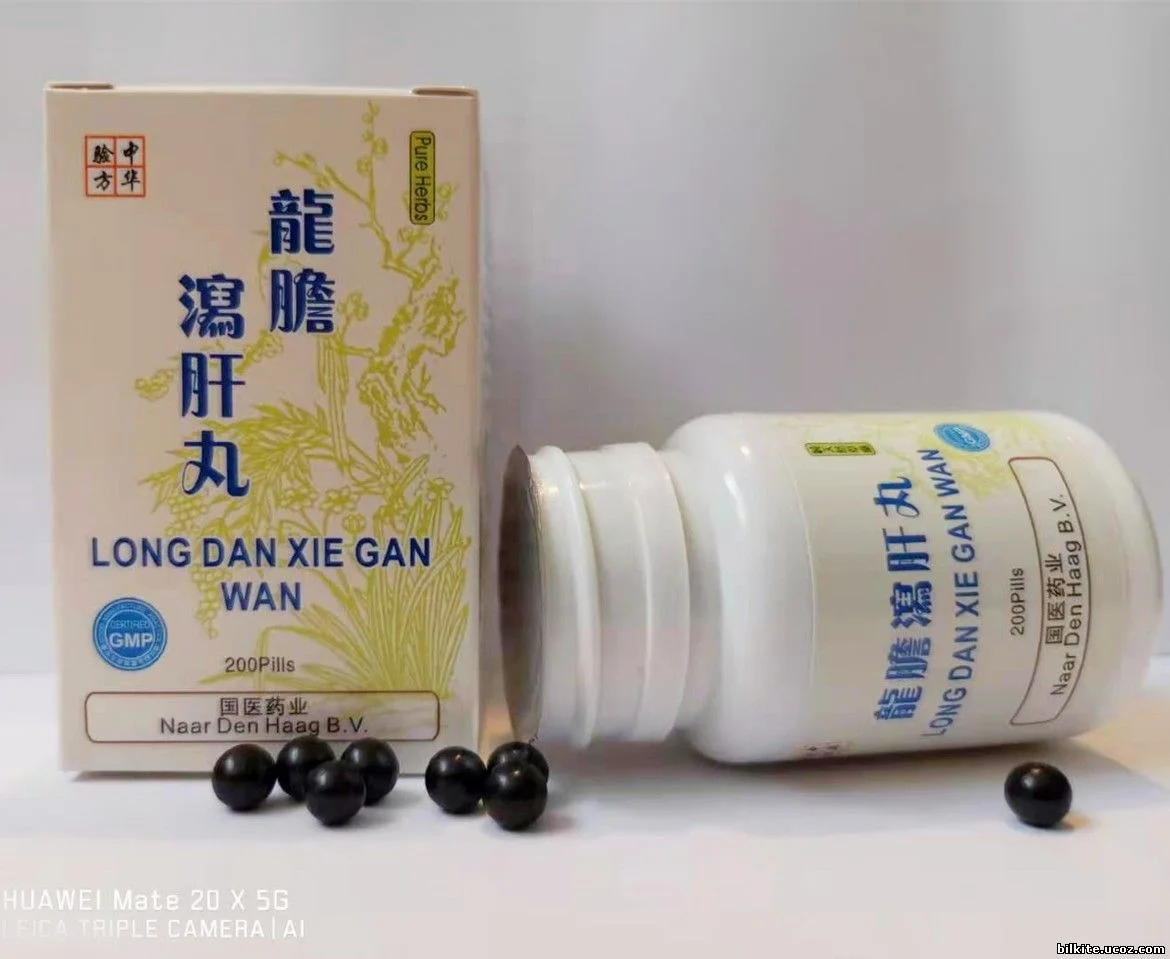 中华
验方
Pure Herbs
龍膽
瀉肝丸
LONG DAN XIE GAN
WAN
CERTIFIED
GMP
200Pills
国医药业
Naar Den Haag B.V.
龍膽瀉肝丸
LONG DAN XIE GAN WAN
GMP
200Pills
国医药业
Naar Den Haag B.V.
HUAWEI Mate 20 X 5G
LEICA TRIPLE CAMERA | AI
bilkite.ucoz.com